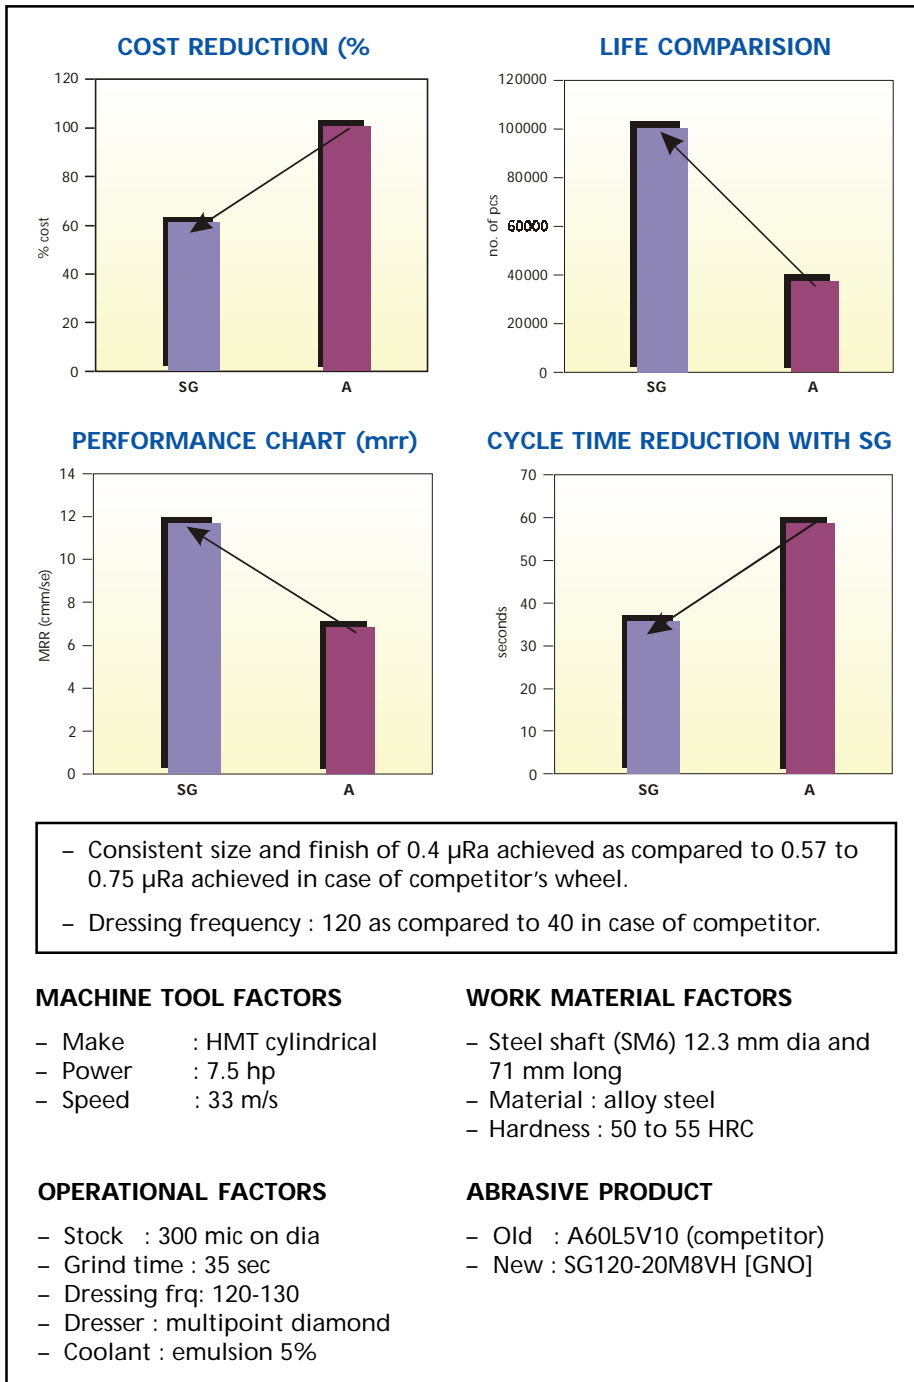 COST REDUCTION (%
120
100
80
60
40
20
0
% cost
SG
A
LIFE COMPARISION
120000
100000
80000
60000
40000
20000
0
no. of pcs
SG
A
PERFORMANCE CHART (mrr)
14
12
10
8
6
4
2
0
MRR (cmm/se)
SG
A
CYCLE TIME REDUCTION WITH SG
70
60
50
40
30
20
10
0
seconds
SG
A
– Consistent size and finish of 0.4 µRa achieved as compared to 0.57 to
0.75 µRa achieved in case of competitor's wheel.
– Dressing frequency : 120 as compared to 40 in case of competitor.
MACHINE TOOL FACTORS
– Make : HMT cylindrical
– Power : 7.5 hp
– Speed : 33 m/s
WORK MATERIAL FACTORS
– Steel shaft (SM6) 12.3 mm dia and
71 mm long
– Material : alloy steel
– Hardness : 50 to 55 HRC
OPERATIONAL FACTORS
– Stock : 300 mic on dia
– Grind time : 35 sec
– Dressing frq: 120-130
– Dresser : multipoint diamond
– Coolant : emulsion 5%
ABRASIVE PRODUCT
– Old : A60L5V10 (competitor)
– New : SG120-20M8VH [GNO]